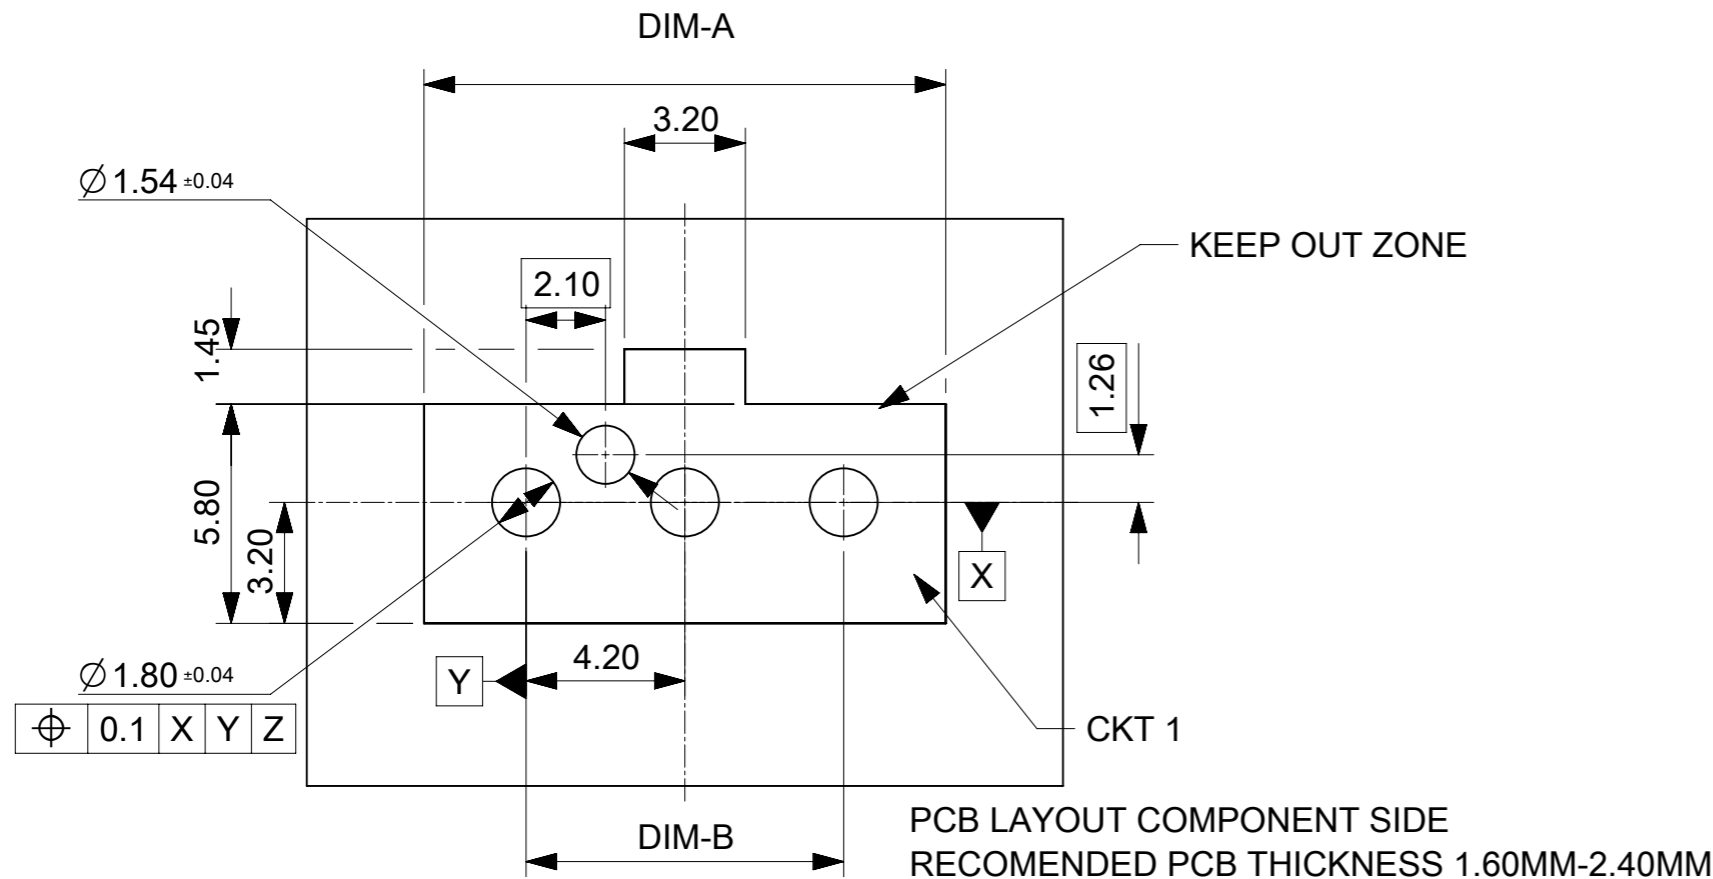 DIM-A
3.20
Ø 1.54 ±0.04
KEEP OUT ZONE
2.10
1.45
1.26
5.80
3.20
X
Ø 1.80 ±0.04
Y
4.20
⌖ 0.1 X Y Z
CKT 1
DIM-B
PCB LAYOUT COMPONENT SIDE
RECOMENDED PCB THICKNESS 1.60MM-2.40MM